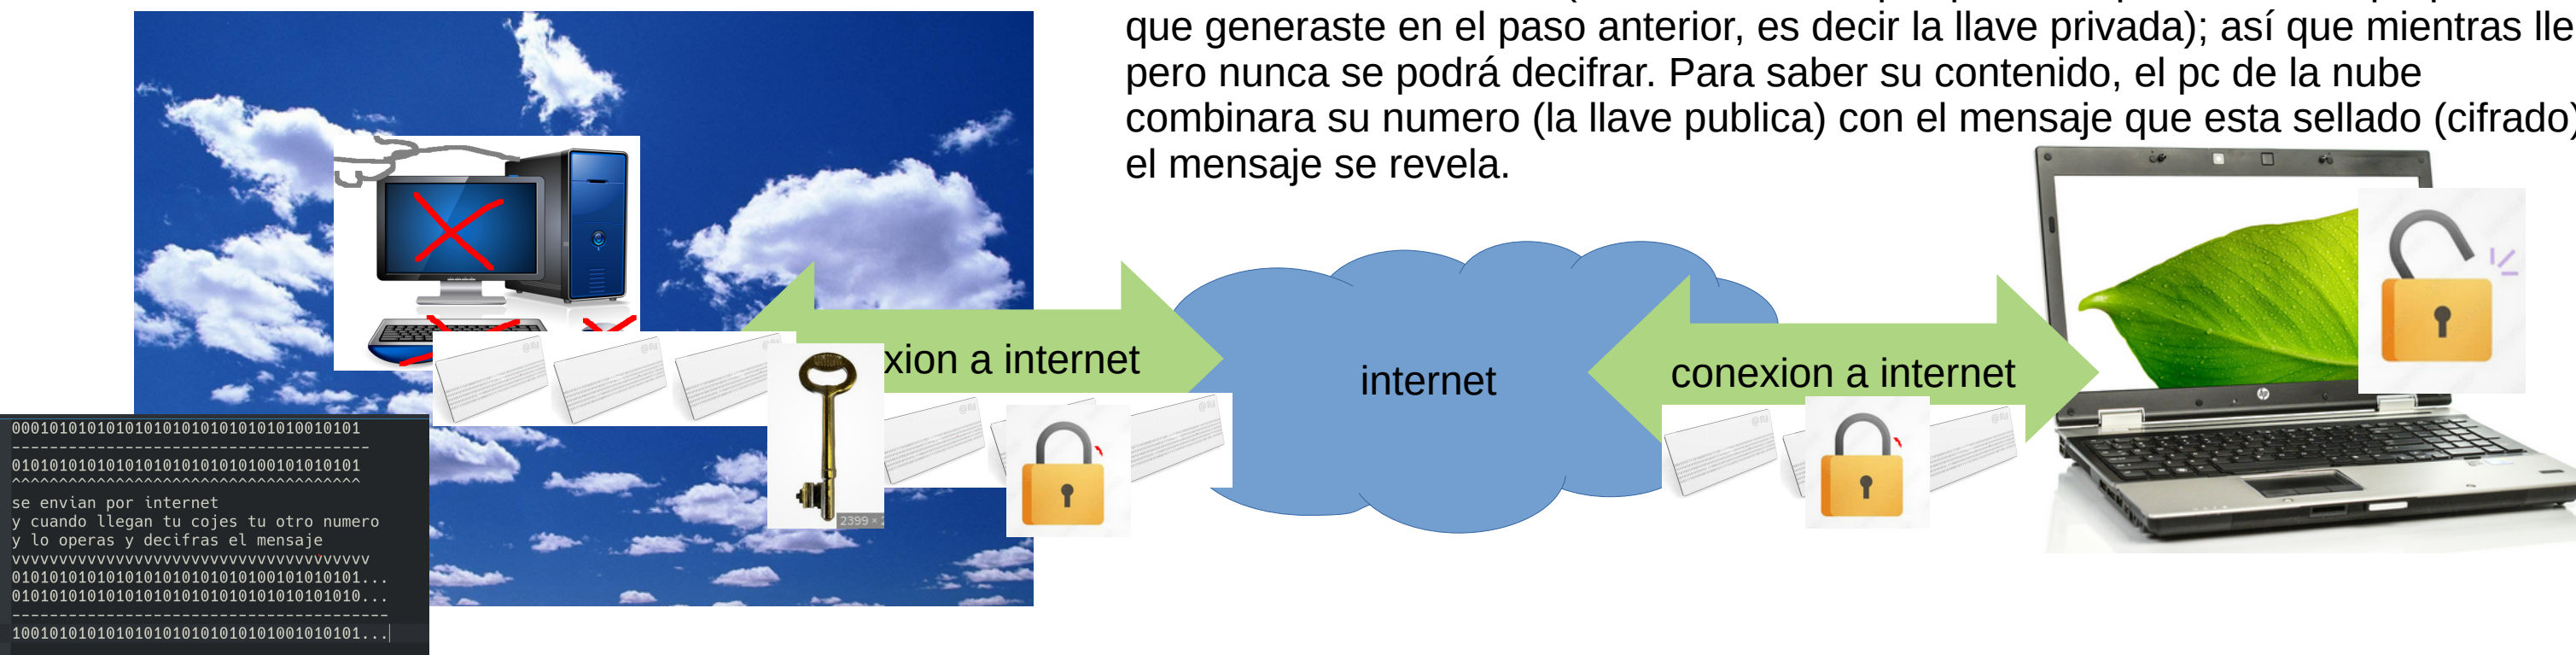 que generaste en el paso anterior, es decir la llave privada); así que mientras lle
pero nunca se podrá decifrar. Para saber su contenido, el pc de la nube
combinara su numero (la llave publica) con el mensaje que esta sellado (cifrado)
el mensaje se revela.
xion a internet
internet
conexion a internet
hp
2399 ×
0001010101010101010101010101010010101
--------------------------------------
0101010101010101010101010100101010101
^^^^^^^^^^^^^^^^^^^^^^^^^^^^^^^^^^^^^
se envian por internet
y cuando llegan tu cojes tu otro numero
y lo operas y decifras el mensaje
vvvvvvvvvvvvvvvvvvvvvvvvvvvvvvvvvvvvvv
0101010101010101010101010100101010101...
0101010101010101010101010101010101010...
----------------------------------------
1001010101010101010101010101001010101...